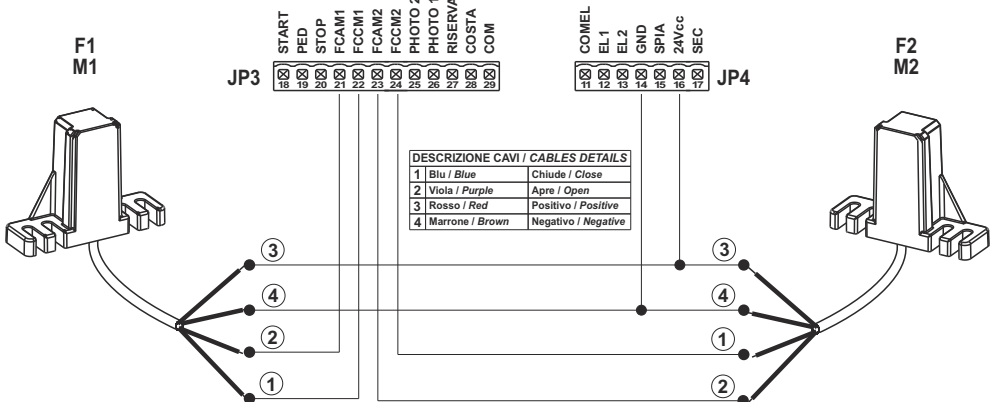 F1
M1
JP3
START
PED
STOP
FCAM1
FCCM1
FCAM2
FCCM2
PHOTO 2
PHOTO 1
RISERVA
COSTA
COM
18 19 20 21 22 23 24 25 26 27 28 29
COMEL
EL1
EL2
GND
SPIA
24Vcc
SEC
11 12 13 14 15 16 17
JP4
F2
M2
DESCRIZIONE CAVI / CABLES DETAILS
1 Blu / Blue Chiude / Close
2 Viola / Purple Apre / Open
3 Rosso / Red Positivo / Positive
4 Marrone / Brown Negativo / Negative
3
4
2
1
3
4
1
2